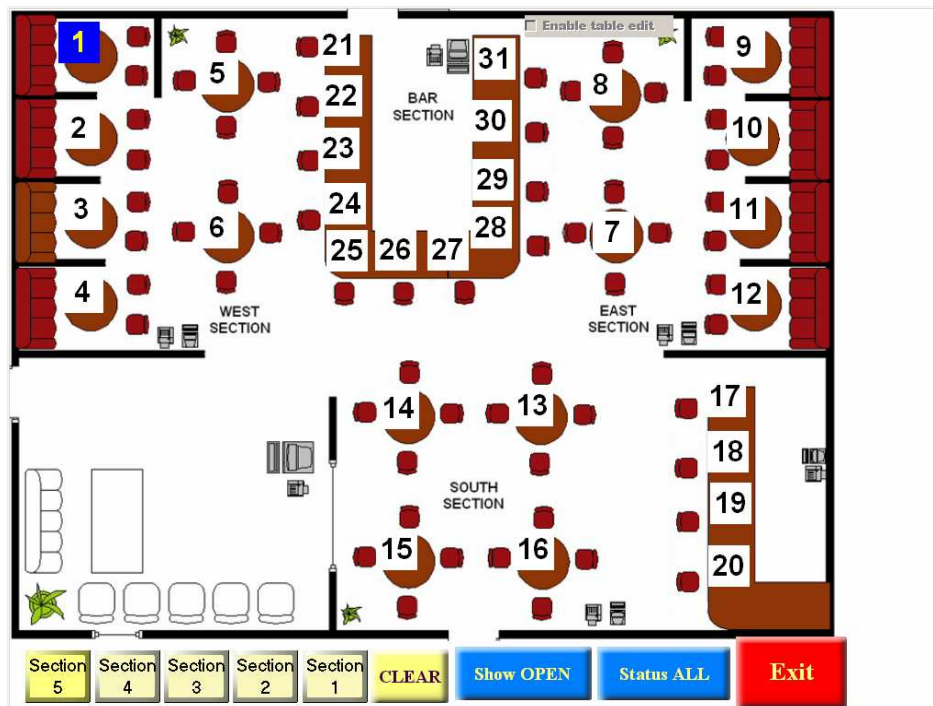 Enable table edit
1
5
21
31
8
9
22
BAR
SECTION
2
30
10
23
3
6
24
29
11
28
7
25
26
27
4
12
WEST
SECTION
EAST
SECTION
14
13
17
18
SOUTH
SECTION
19
15
16
20
Section
5
Section
4
Section
3
Section
2
Section
1
CLEAR
Show OPEN
Status ALL
Exit